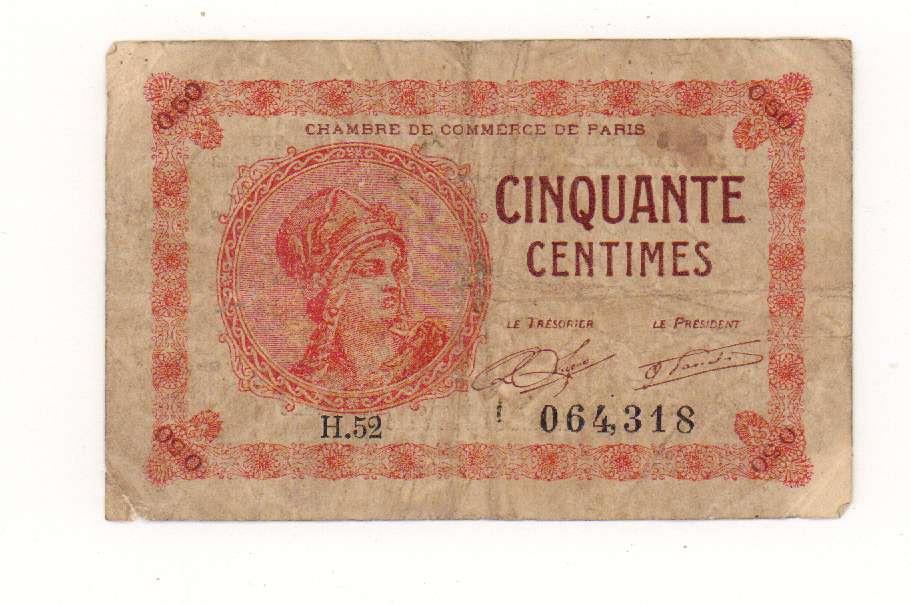 0.50 0.50
CHAMBRE DE COMMERCE DE PARIS
CINQUANTE
CENTIMES
LE TRÉSORIER LE PRÉSIDENT
H.52 064,318
0.50 0.50